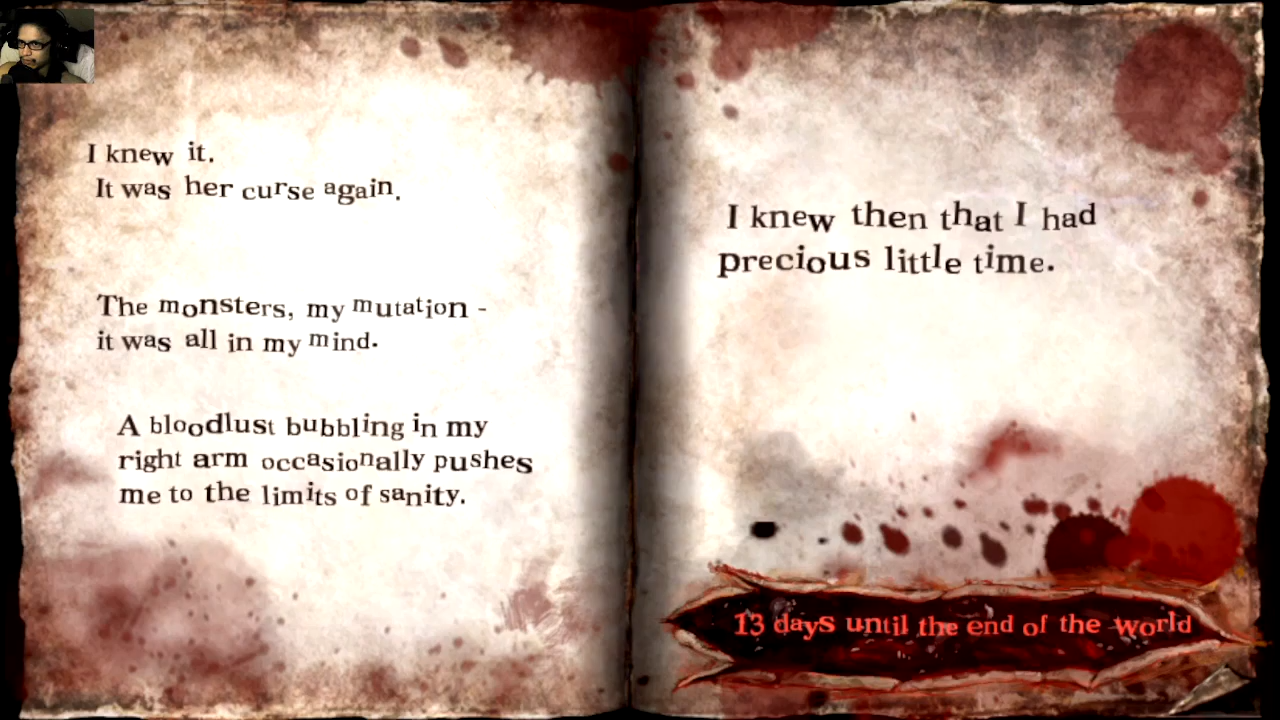 I knew it.
It was her curse again.
The monsters, my mutation -
it was all in my mind.
A bloodlust bubbling in my
right arm occasionally pushes
me to the limits of sanity.
I knew then that I had
precious little time.
13 days until the end of the world